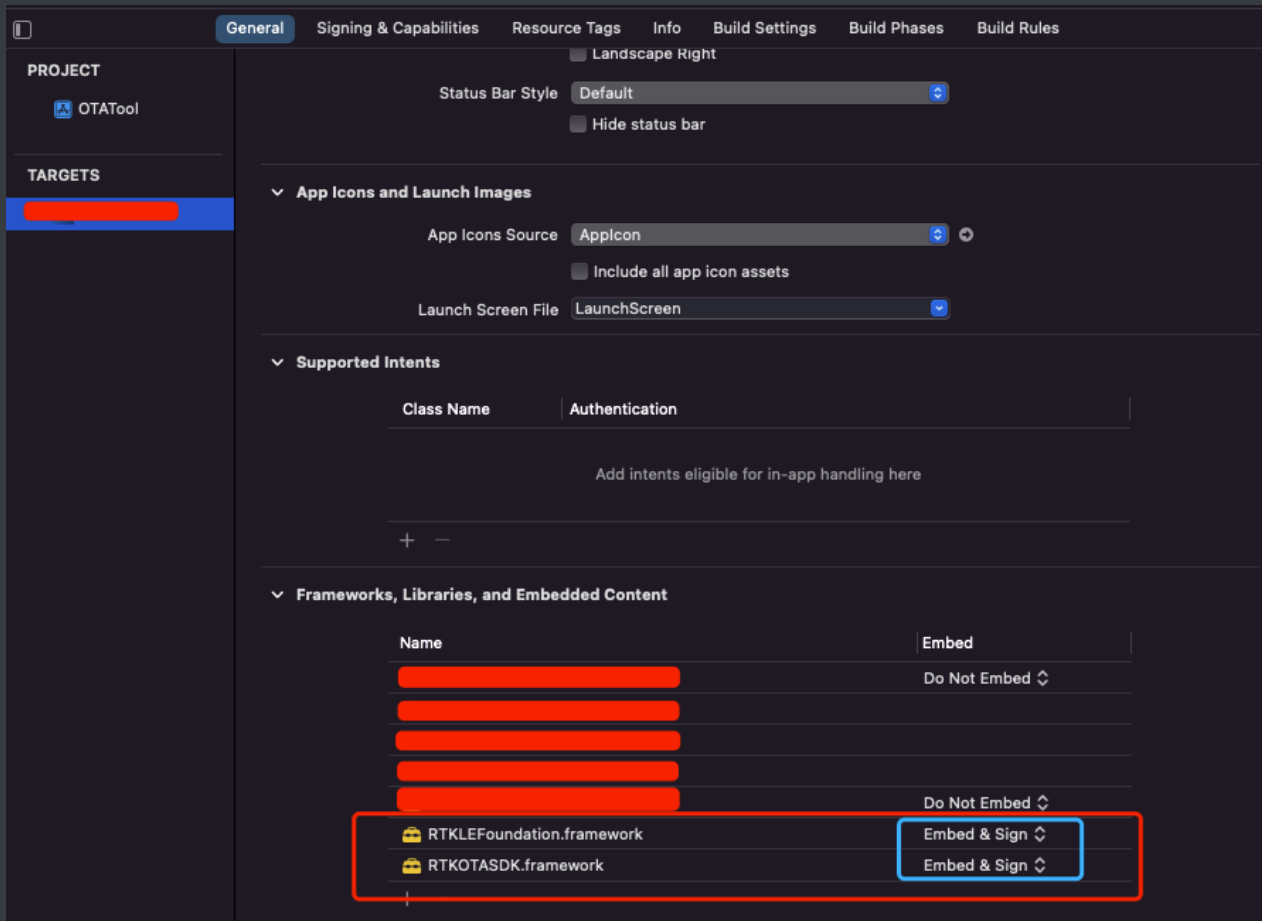 General Signing & Capabilities Resource Tags Info Build Settings Build Phases Build Rules
PROJECT
OTATool
TARGETS
Landscape Right
Status Bar Style Default
Hide status bar
App Icons and Launch Images
App Icons Source AppIcon
Include all app icon assets
Launch Screen File LaunchScreen
Supported Intents
Class Name Authentication
Add intents eligible for in-app handling here
Frameworks, Libraries, and Embedded Content
Name Embed
Do Not Embed
Do Not Embed
RTKLEFoundation.framework Embed & Sign
RTKOTASDK.framework Embed & Sign